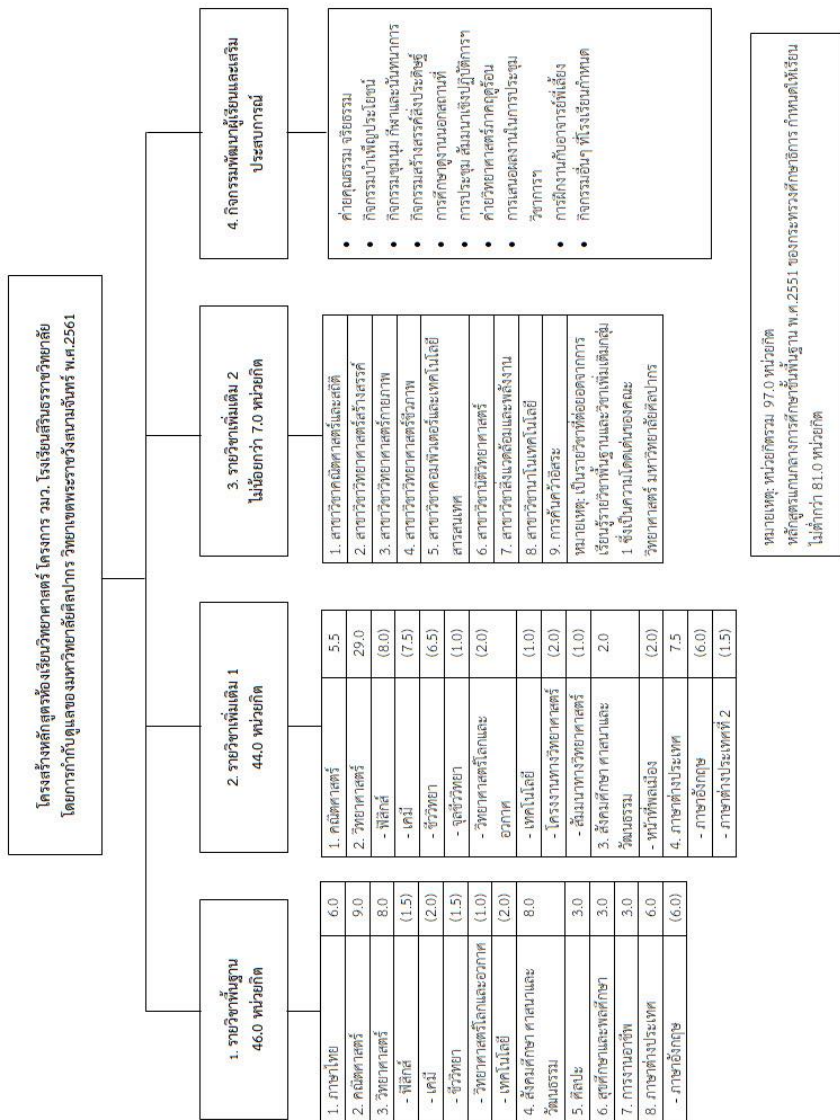 โครงสร้างหลักสูตรห้องเรียนวิทยาศาสตร์ โครงการ วมว. โรงเรียนสิรินธรราชวิทยาลัย
โดยการกำกับดูแลของมหาวิทยาลัยศิลปากร วิทยาเขตพระราชวังสนามจันทร์ พ.ศ.2561
1. รายวิชาพื้นฐาน
46.0 หน่วยกิต
1. ภาษาไทย 6.0
2. คณิตศาสตร์ 9.0
3. วิทยาศาสตร์ 8.0
- ฟิสิกส์ (1.5)
- เคมี (2.0)
- ชีววิทยา (1.5)
- วิทยาศาสตร์โลกและอวกาศ (1.0)
- เทคโนโลยี (2.0)
4. สังคมศึกษา ศาสนาและ 8.0
วัฒนธรรม
5. ศิลปะ 3.0
6. สุขศึกษาและพลศึกษา 3.0
7. การงานอาชีพ 3.0
8. ภาษาต่างประเทศ 6.0
- ภาษาอังกฤษ (6.0)
2. รายวิชาเพิ่มเติม 1
44.0 หน่วยกิต
1. คณิตศาสตร์ 5.5
2. วิทยาศาสตร์ 29.0
- ฟิสิกส์ (8.0)
- เคมี (7.5)
- ชีววิทยา (6.5)
- จุลชีววิทยา (1.0)
- วิทยาศาสตร์โลกและ (2.0)
อวกาศ
- เทคโนโลยี (1.0)
- โครงงานทางวิทยาศาสตร์ (2.0)
- สัมมนาทางวิทยาศาสตร์ (1.0)
3. สังคมศึกษา ศาสนาและ 2.0
วัฒนธรรม
- หน้าที่พลเมือง (2.0)
4. ภาษาต่างประเทศ 7.5
- ภาษาอังกฤษ (6.0)
- ภาษาต่างประเทศที่ 2 (1.5)
3. รายวิชาเพิ่มเติม 2
ไม่น้อยกว่า 7.0 หน่วยกิต
1. สาขาวิชาคณิตศาสตร์และสถิติ
2. สาขาวิชาวิทยาศาสตร์สร้างสรรค์
3. สาขาวิชาวิทยาศาสตร์กายภาพ
4. สาขาวิชาวิทยาศาสตร์ชีวภาพ
5. สาขาวิชาคอมพิวเตอร์และเทคโนโลยี
สารสนเทศ
6. สาขาวิชานิติวิทยาศาสตร์
7. สาขาวิชาสิ่งแวดล้อมและพลังงาน
8. สาขาวิชานาโนเทคโนโลยี
9. การค้นคว้าอิสระ
หมายเหตุ: เป็นรายวิชาที่ต่อยอดจากการ
เรียนรู้รายวิชาพื้นฐานและวิชาเพิ่มเติมกลุ่ม
1 ซึ่งเป็นความโดดเด่นของคณะ
วิทยาศาสตร์ มหาวิทยาลัยศิลปากร
4. กิจกรรมพัฒนาผู้เรียนและเสริม
ประสบการณ์
• ค่ายคุณธรรม จริยธรรม
• กิจกรรมบำเพ็ญประโยชน์
• กิจกรรมชุมนุม กีฬาและนันทนาการ
• กิจกรรมสร้างสรรค์สิ่งประดิษฐ์
• การศึกษาดูงานนอกสถานที่
• การประชุม สัมมนาเชิงปฏิบัติการฯ
• ค่ายวิทยาศาสตร์ภาคฤดูร้อน
• การเสนอผลงานในการประชุม
วิชาการฯ
• การฝึกงานกับอาจารย์พี่เลี้ยง
• กิจกรรมอื่นๆ ที่โรงเรียนกำหนด
หมายเหตุ: หน่วยกิตรวม 97.0 หน่วยกิต
หลักสูตรแกนกลางการศึกษาขั้นพื้นฐาน พ.ศ.2551 ของกระทรวงศึกษาธิการ กำหนดให้เรียน
ไม่ต่ำกว่า 81.0 หน่วยกิต